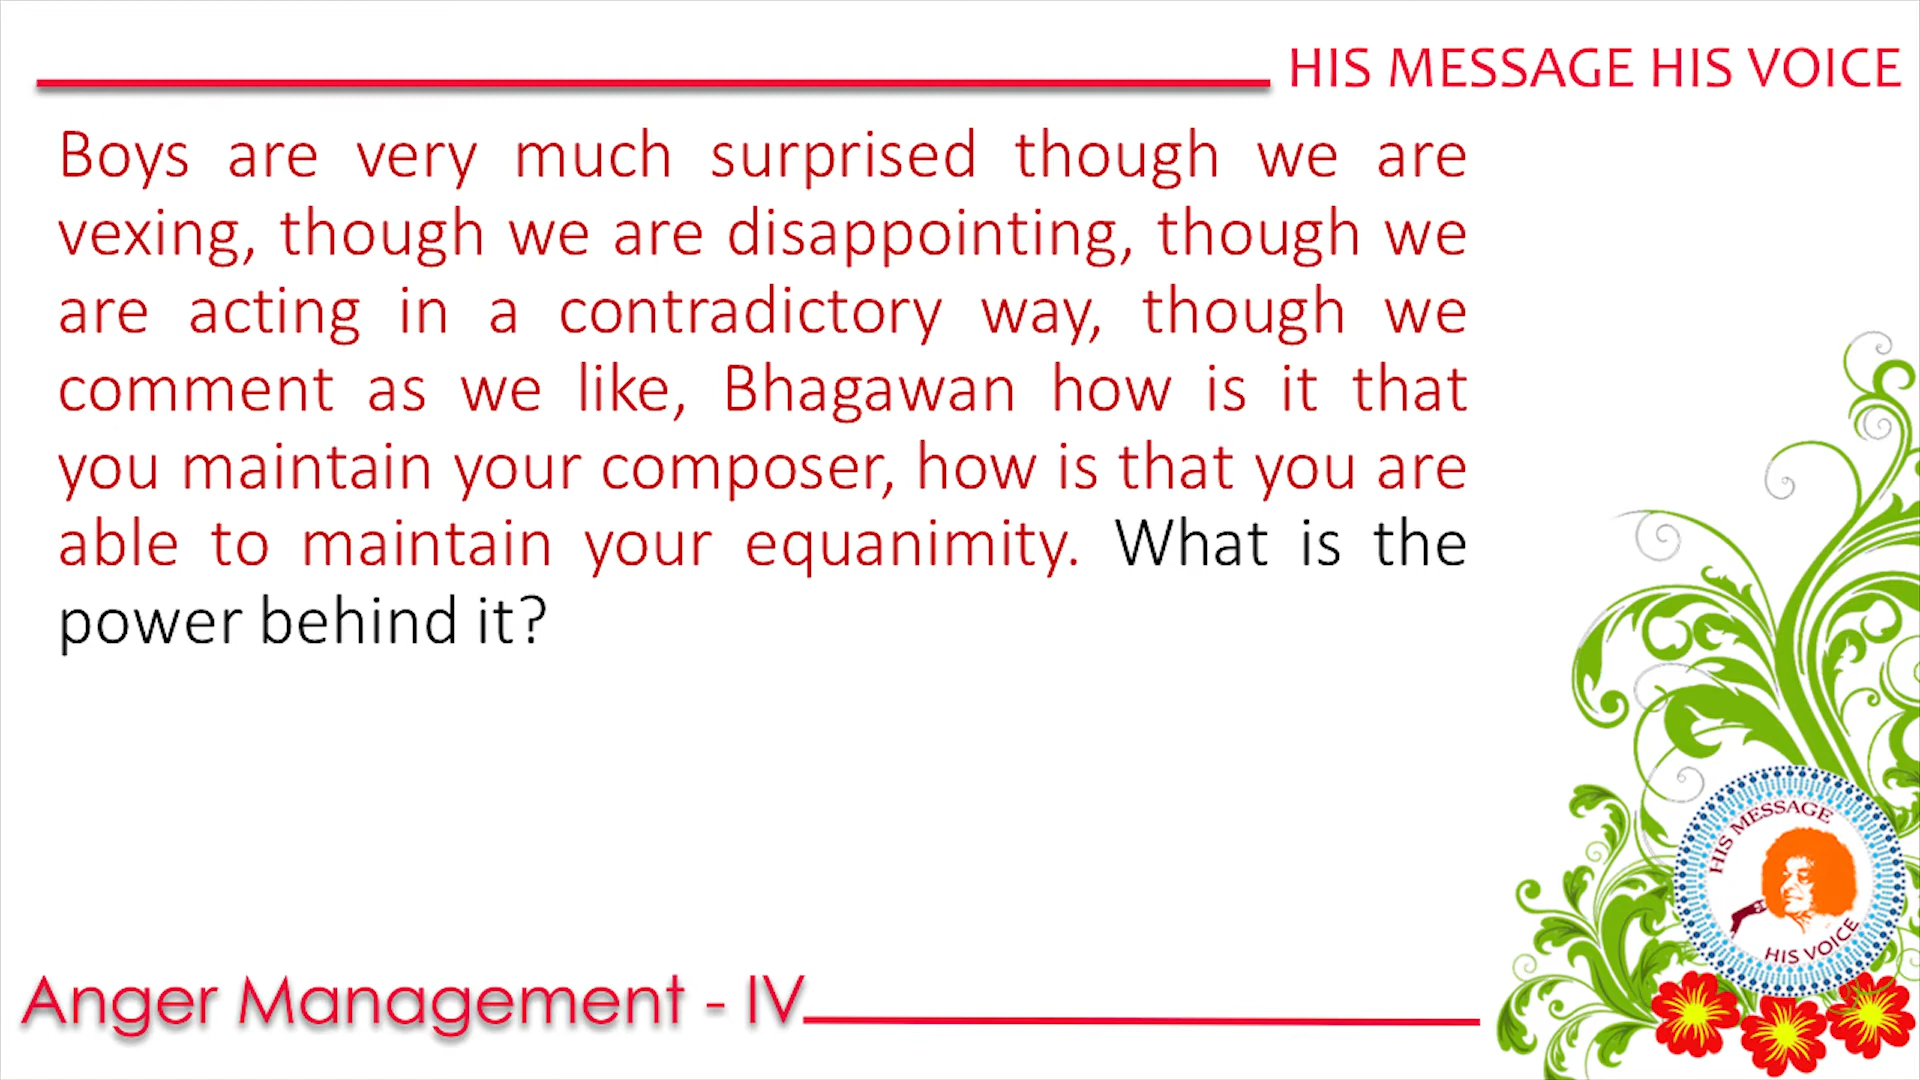 HIS MESSAGE HIS VOICE
Boys are very much surprised though we are
vexing, though we are disappointing, though we
are acting in a contradictory way, though we
comment as we like, Bhagawan how is it that
you maintain your composer, how is that you are
able to maintain your equanimity. What is the
power behind it?
HIS MESSAGE
HIS VOICE
Anger Management - IV